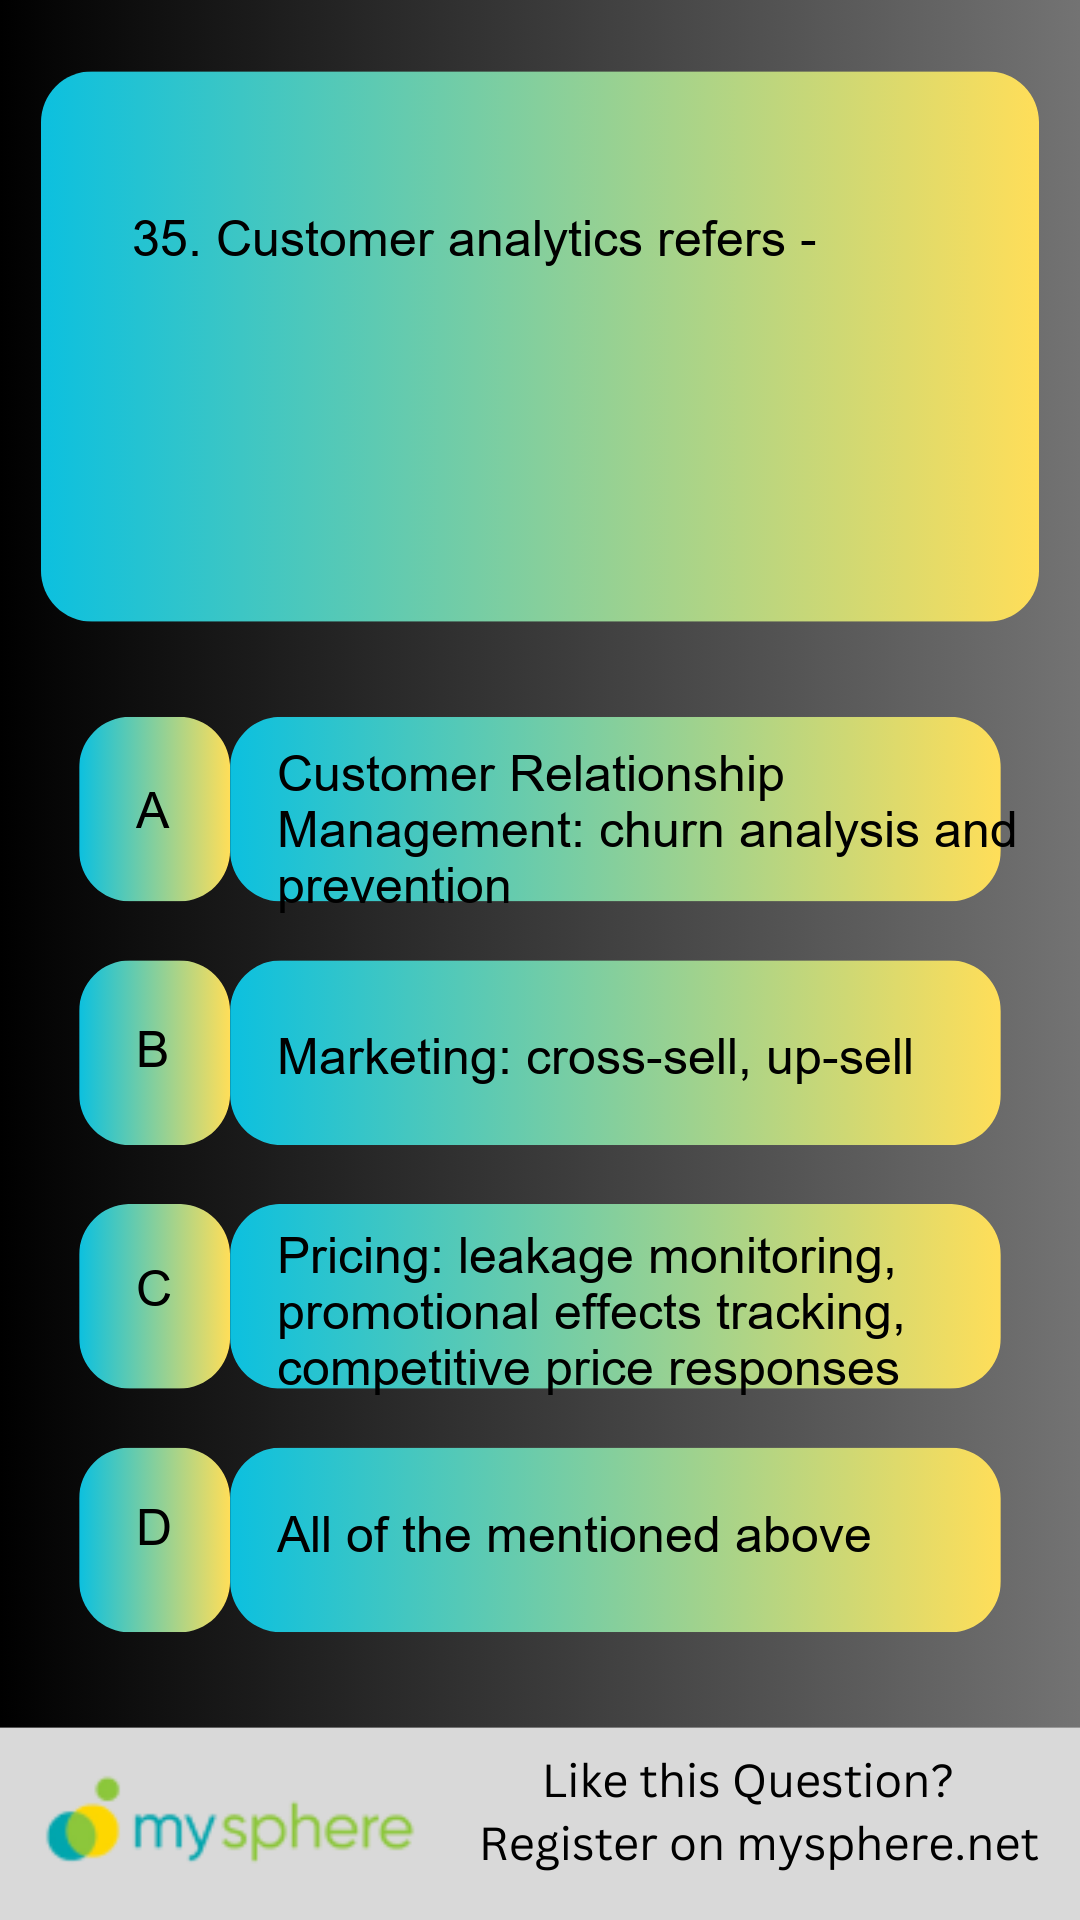 35. Customer analytics refers -
A
Customer Relationship
Management: churn analysis and
prevention
B
Marketing: cross-sell, up-sell
C
Pricing: leakage monitoring,
promotional effects tracking,
competitive price responses
D
All of the mentioned above
mysphere
Like this Question?
Register on mysphere.net